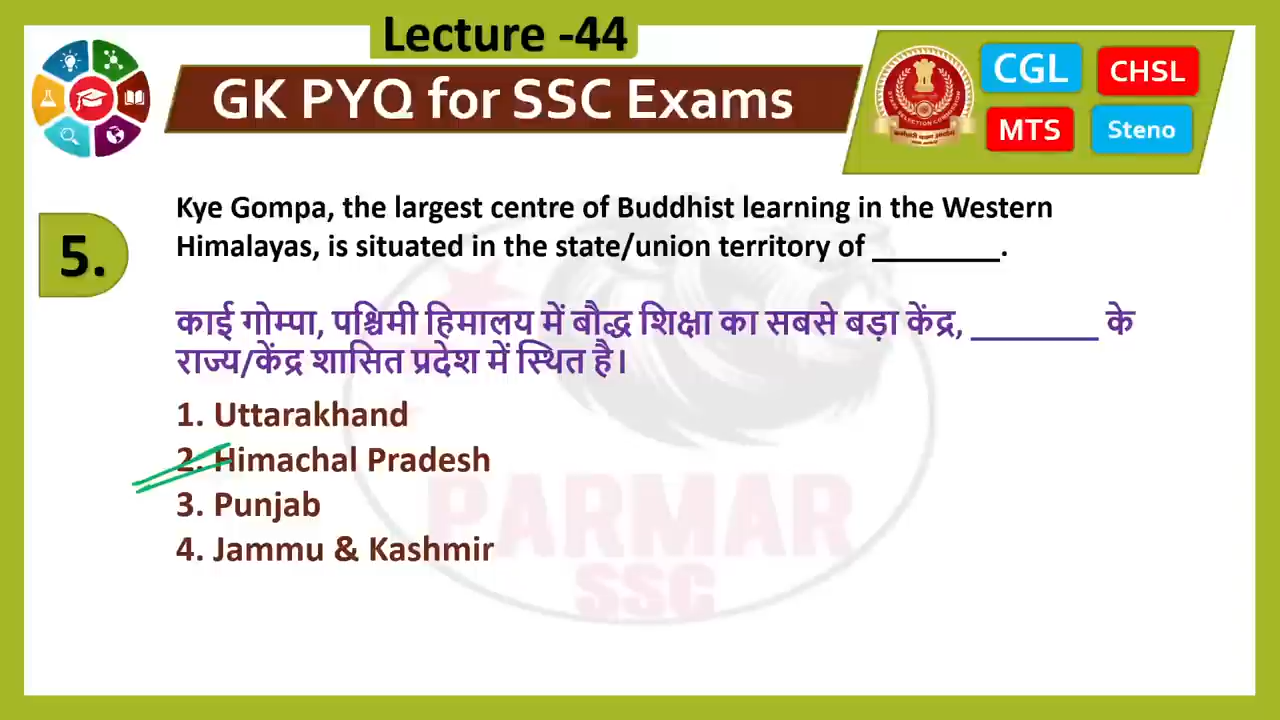 Lecture -44
GK PYQ for SSC Exams
CGL
CHSL
MTS
Steno
5.
Kye Gompa, the largest centre of Buddhist learning in the Western
Himalayas, is situated in the state/union territory of ________.
काई गोम्पा, पश्चिमी हिमालय में बौद्ध शिक्षा का सबसे बड़ा केंद्र, ________ के
राज्य/केंद्र शासित प्रदेश में स्थित है।
1. Uttarakhand
2. Himachal Pradesh
3. Punjab
4. Jammu & Kashmir
PARMAR
SSC